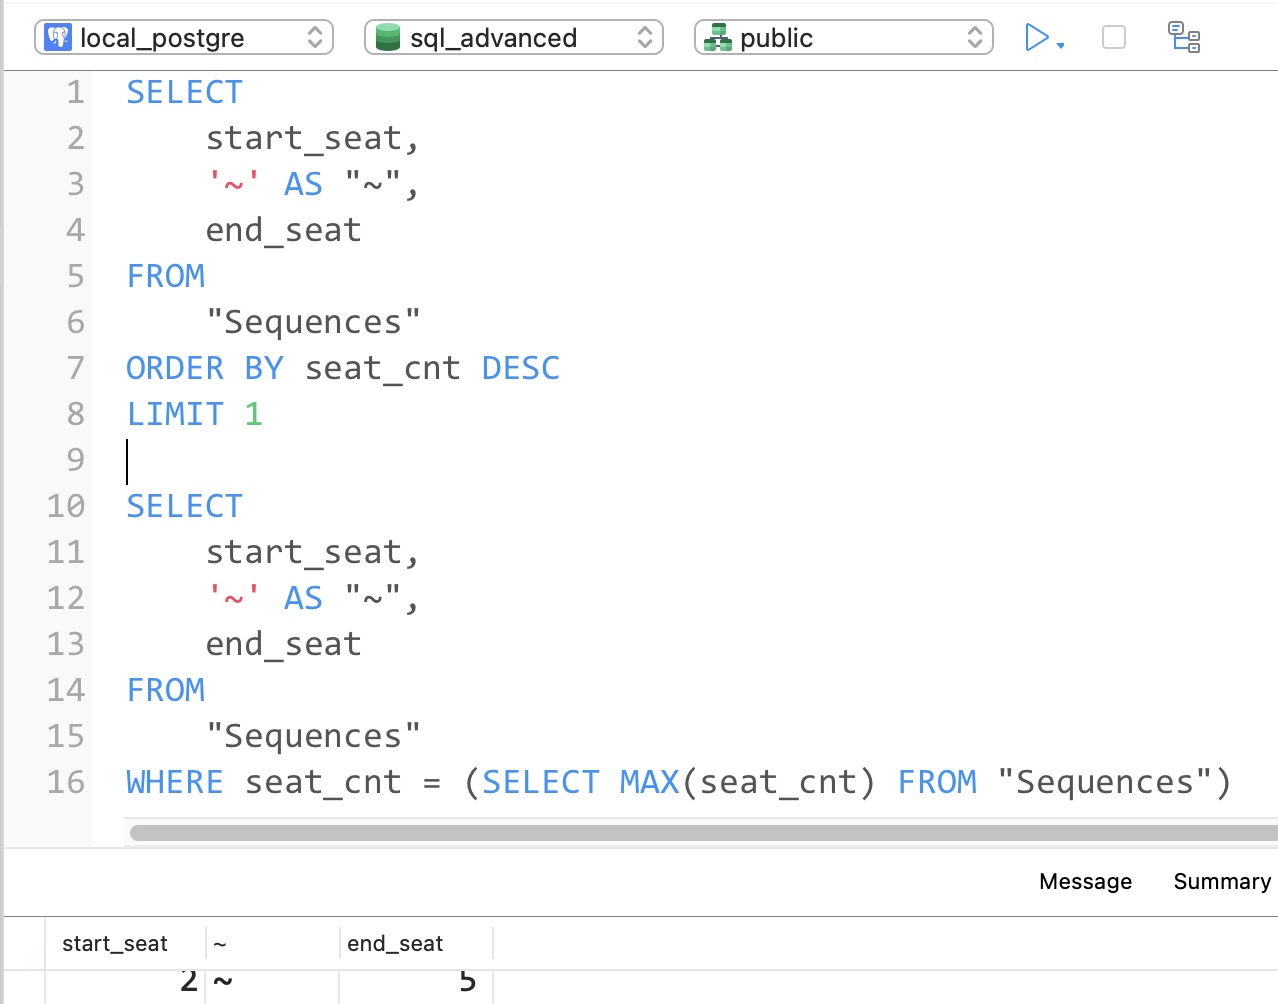 local_postgre sql_advanced public
1 SELECT
2 start_seat,
3 '~' AS "~",
4 end_seat
5 FROM
6 "Sequences"
7 ORDER BY seat_cnt DESC
8 LIMIT 1
9
10 SELECT
11 start_seat,
12 '~' AS "~",
13 end_seat
14 FROM
15 "Sequences"
16 WHERE seat_cnt = (SELECT MAX(seat_cnt) FROM "Sequences")
Message Summary
start_seat ~ end_seat
2 ~ 5